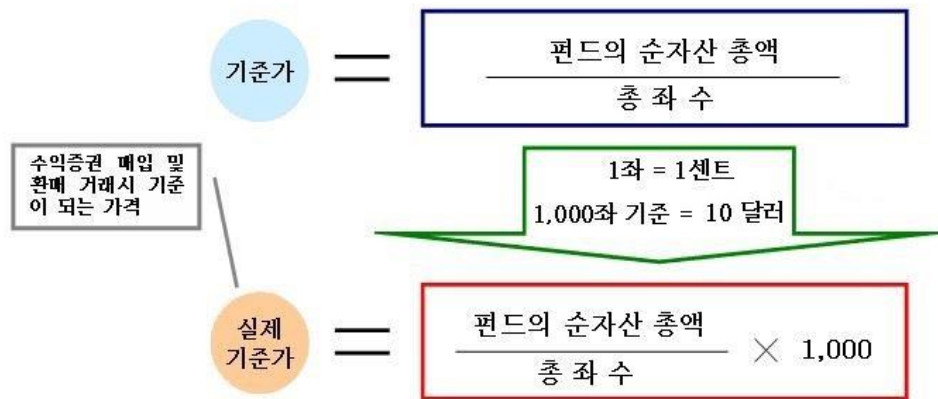 기준가
펀드의 순자산 총액
총 좌 수
수익증권 매입 및
환매 거래시 기준
이 되는 가격
1좌 = 1센트
1,000좌 기준 = 10 달러
실제
기준가
=
펀드의 순자산 총액
총 좌 수
× 1,000